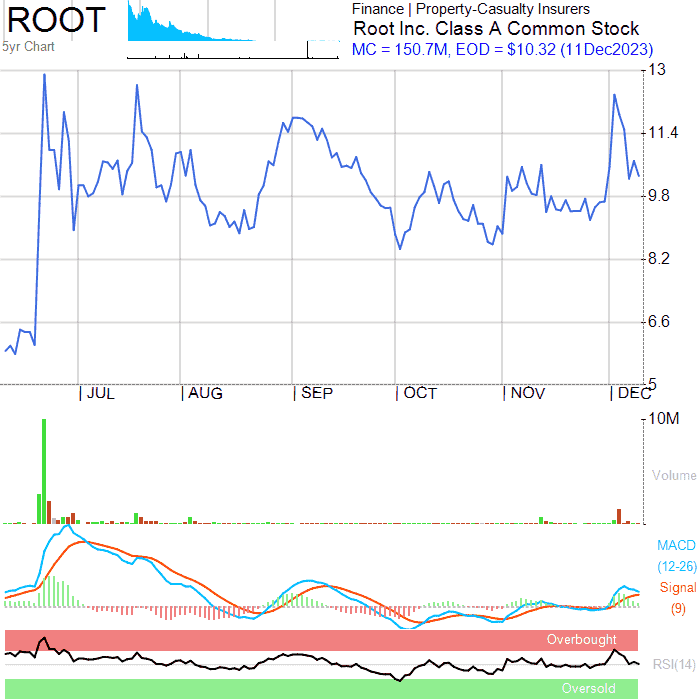 ROOT
5yr Chart
Finance | Property-Casualty Insurers
Root Inc. Class A Common Stock
MC = 150.7M, EOD = $10.32 (11Dec2023)
13
11.4
9.8
8.2
6.6
5
| JUL | AUG | SEP | OCT | NOV | DEC
10M
Volume
MACD
(12-26)
Signal
(9)
Overbought
RSI(14)
Oversold